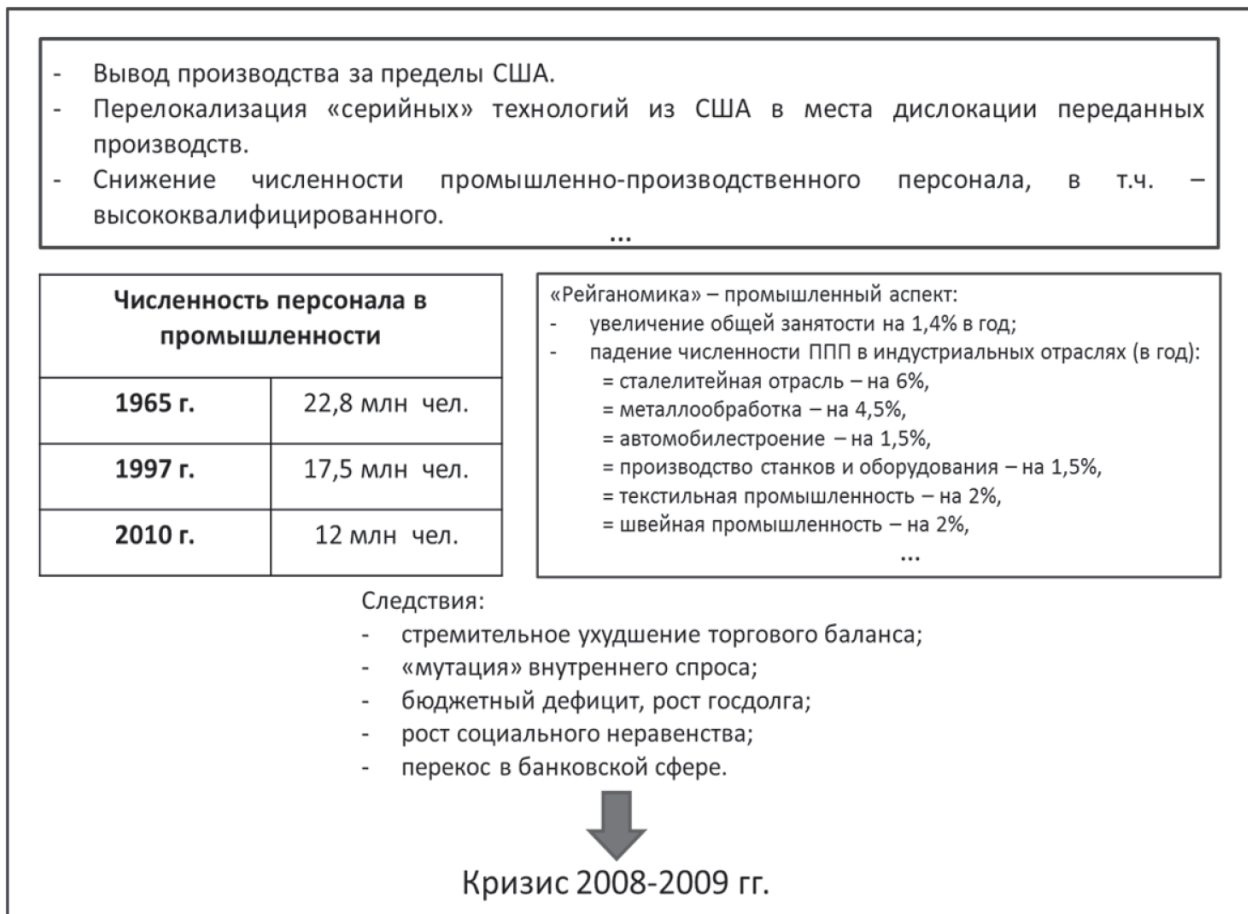 - Вывод производства за пределы США.
- Перелокализация «серийных» технологий из США в места дислокации переданных
производств.
- Снижение численности промышленно-производственного персонала, в т.ч. –
высококвалифицированного.
...
Численность персонала в
промышленности
1965 г. 22,8 млн чел.
1997 г. 17,5 млн чел.
2010 г. 12 млн чел.
«Рейганомика» – промышленный аспект:
- увеличение общей занятости на 1,4% в год;
- падение численности ППП в индустриальных отраслях (в год):
= сталелитейная отрасль – на 6%,
= металлообработка – на 4,5%,
= автомобилестроение – на 1,5%,
= производство станков и оборудования – на 1,5%,
= текстильная промышленность – на 2%,
= швейная промышленность – на 2%,
...
Следствия:
- стремительное ухудшение торгового баланса;
- «мутация» внутреннего спроса;
- бюджетный дефицит, рост госдолга;
- рост социального неравенства;
- перекос в банковской сфере.
Кризис 2008-2009 гг.